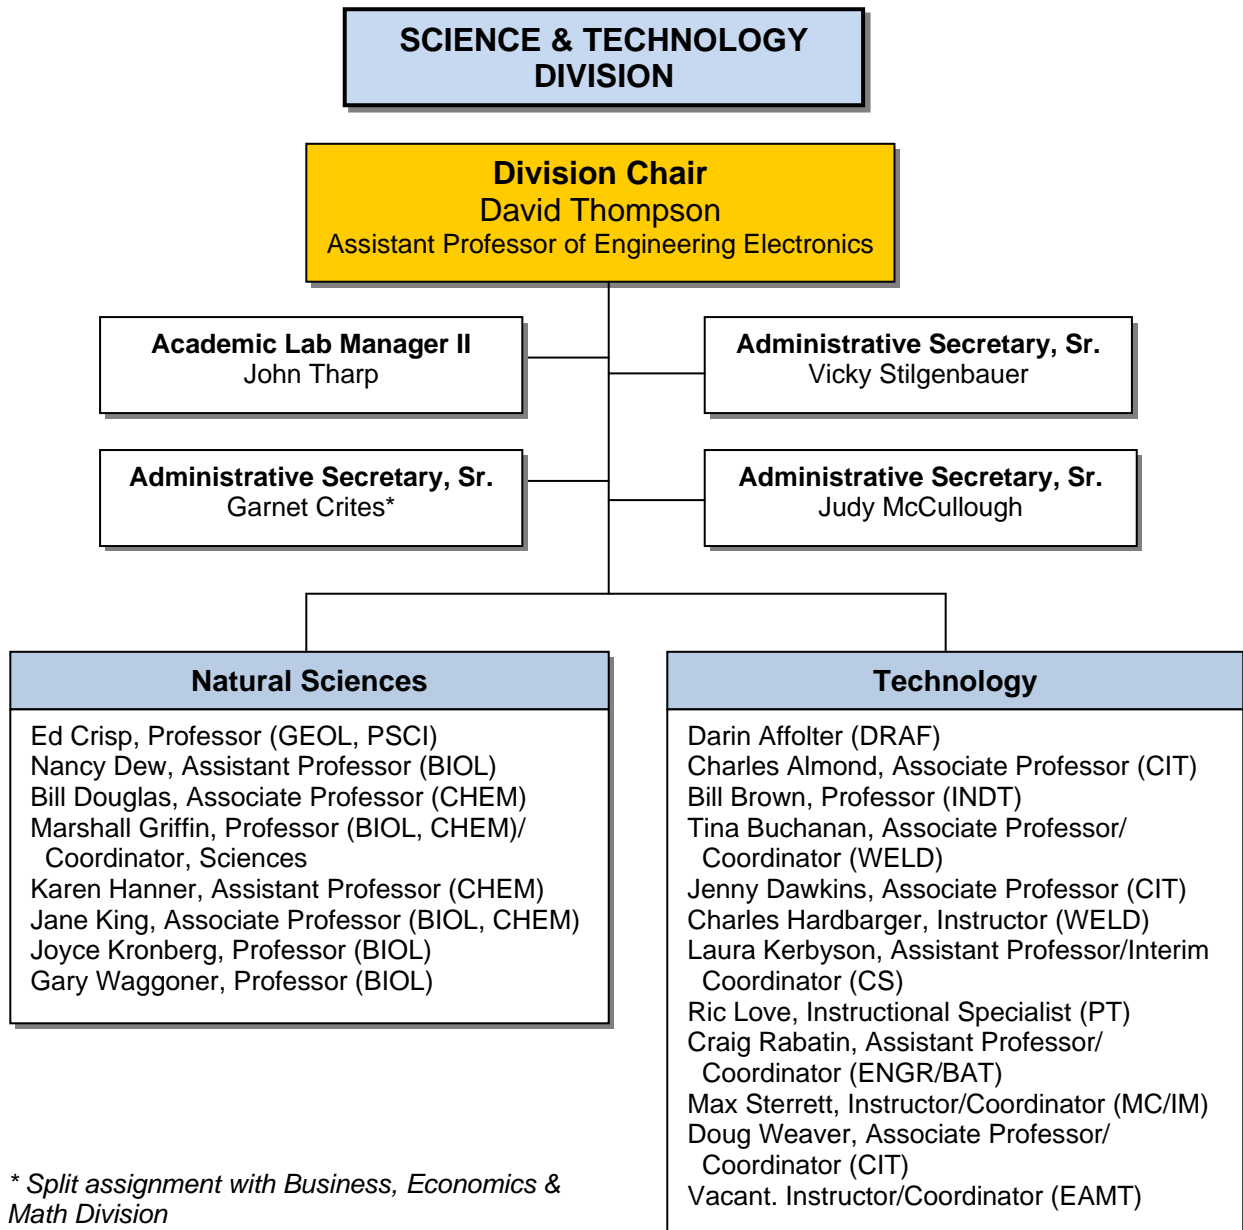 SCIENCE & TECHNOLOGY
DIVISION
Division Chair
David Thompson
Assistant Professor of Engineering Electronics
Academic Lab Manager II
John Tharp
Administrative Secretary, Sr.
Vicky Stilgenbauer
Administrative Secretary, Sr.
Garnet Crites*
Administrative Secretary, Sr.
Judy McCullough
Natural Sciences
Ed Crisp, Professor (GEOL, PSCI)
Nancy Dew, Assistant Professor (BIOL)
Bill Douglas, Associate Professor (CHEM)
Marshall Griffin, Professor (BIOL, CHEM)/
Coordinator, Sciences
Karen Hanner, Assistant Professor (CHEM)
Jane King, Associate Professor (BIOL, CHEM)
Joyce Kronberg, Professor (BIOL)
Gary Waggoner, Professor (BIOL)
Technology
Darin Affolter (DRAF)
Charles Almond, Associate Professor (CIT)
Bill Brown, Professor (INDT)
Tina Buchanan, Associate Professor/
Coordinator (WELD)
Jenny Dawkins, Associate Professor (CIT)
Charles Hardbarger, Instructor (WELD)
Laura Kerbyson, Assistant Professor/Interim
Coordinator (CS)
Ric Love, Instructional Specialist (PT)
Craig Rabatin, Assistant Professor/
Coordinator (ENGR/BAT)
Max Sterrett, Instructor/Coordinator (MC/IM)
Doug Weaver, Associate Professor/
Coordinator (CIT)
Vacant. Instructor/Coordinator (EAMT)
* Split assignment with Business, Economics &
Math Division